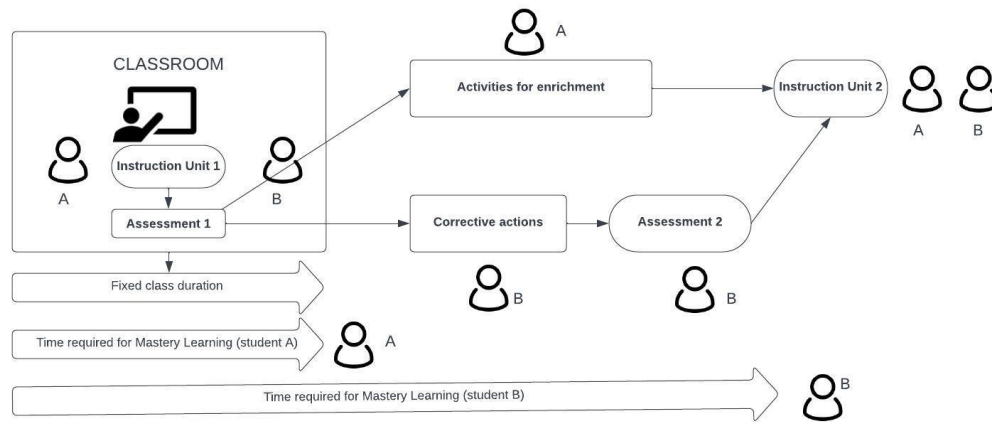 A
CLASSROOM
Activities for enrichment
Instruction Unit 2
A
B
Instruction Unit 1
A
B
Assessment 1
Corrective actions
Assessment 2
B
B
Fixed class duration
Time required for Mastery Learning (student A)
A
Time required for Mastery Learning (student B)
B